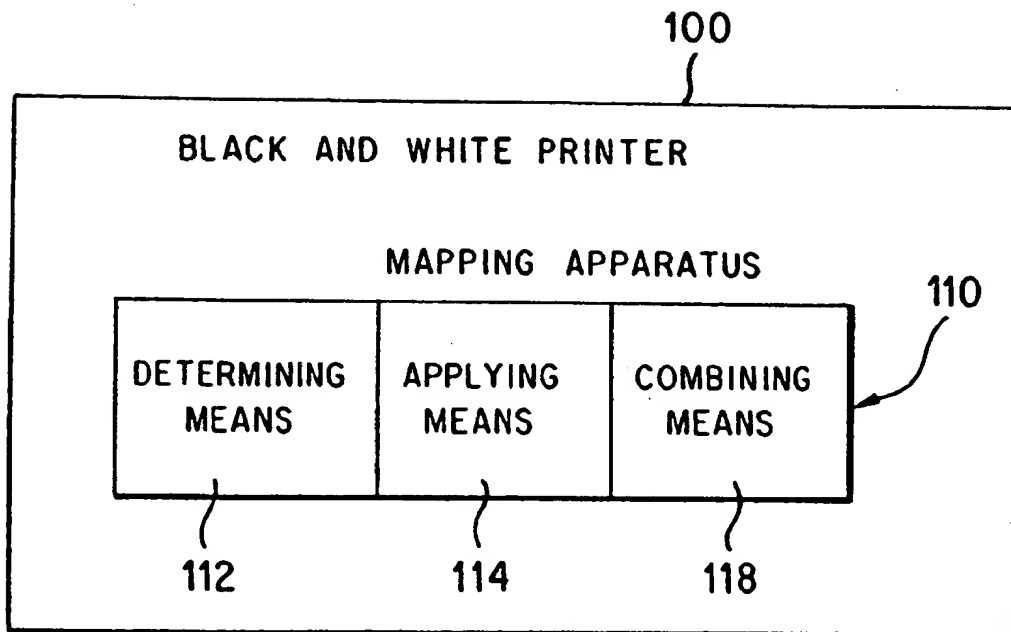 100
BLACK AND WHITE PRINTER
MAPPING APPARATUS
110
DETERMINING MEANS
APPLYING MEANS
COMBINING MEANS
112
114
118